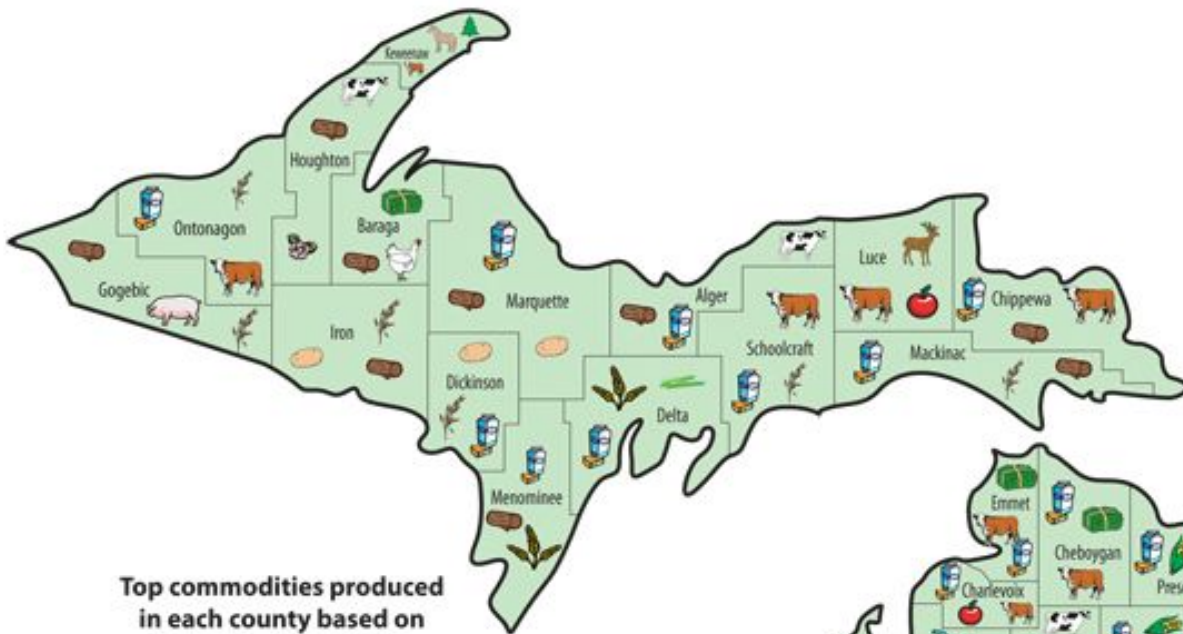 Keweenaw
Houghton
Ontonagon
Baraga
Gogebic
Iron
Marquette
Dickinson
Menominee
Alger
Delta
Schoolcraft
Luce
Chippewa
Mackinac
Emmet
Cheboygan
Charlevoix
Pres
Top commodities produced
in each county based on